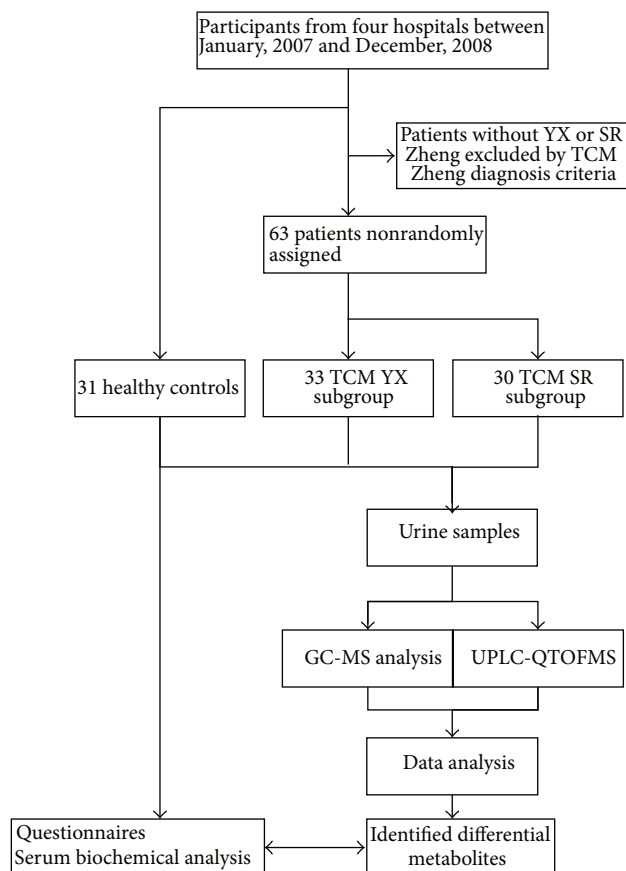 Participants from four hospitals between
January, 2007 and December, 2008
Patients without YX or SR
Zheng excluded by TCM
Zheng diagnosis criteria
63 patients nonrandomly
assigned
31 healthy controls
33 TCM YX
subgroup
30 TCM SR
subgroup
Urine samples
GC-MS analysis
UPLC-QTOFMS
Data analysis
Questionnaires
Serum biochemical analysis
Identified differential
metabolites